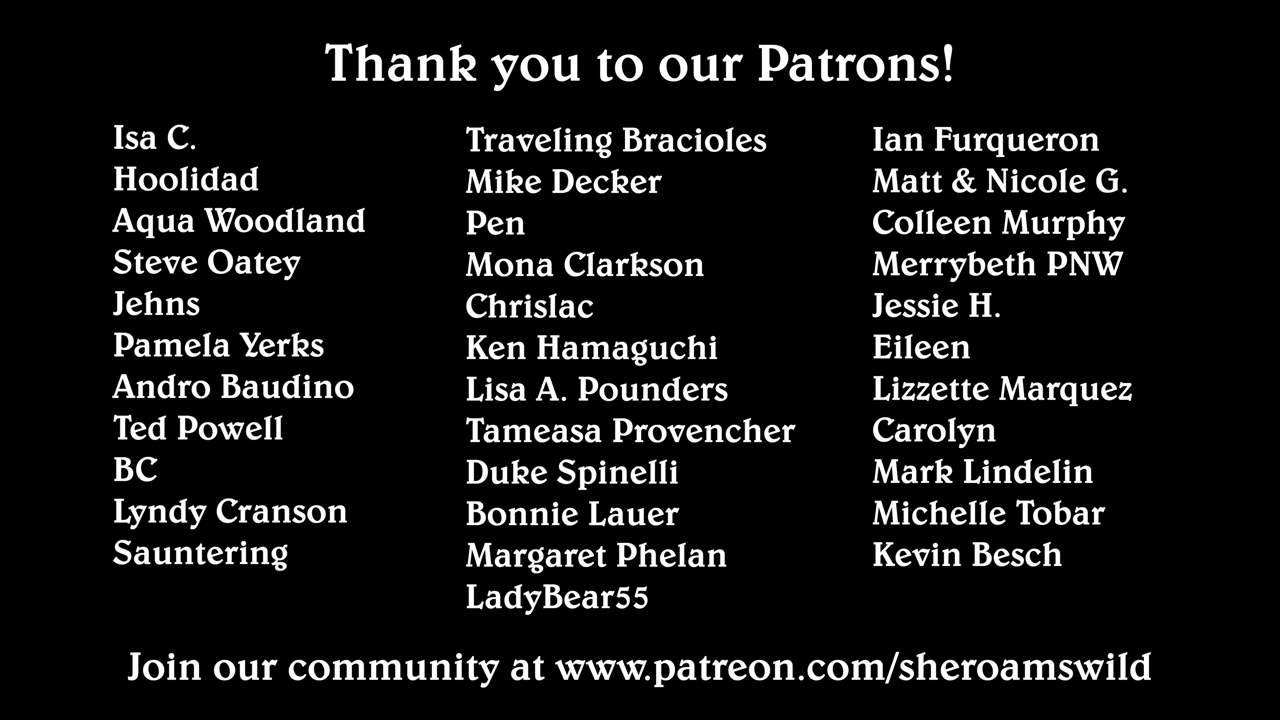 Thank you to our Patrons!
Isa C.
Hoolidad
Aqua Woodland
Steve Oatey
Jehns
Pamela Yerks
Andro Baudino
Ted Powell
BC
Lyndy Cranson
Sauntering
Traveling Bracioles
Mike Decker
Pen
Mona Clarkson
Chrislac
Ken Hamaguchi
Lisa A. Pounders
Tameasa Provencher
Duke Spinelli
Bonnie Lauer
Margaret Phelan
LadyBear55
Ian Furqueron
Matt & Nicole G.
Colleen Murphy
Merrybeth PNW
Jessie H.
Eileen
Lizzette Marquez
Carolyn
Mark Lindelin
Michelle Tobar
Kevin Besch
Join our community at www.patreon.com/sheroamswild